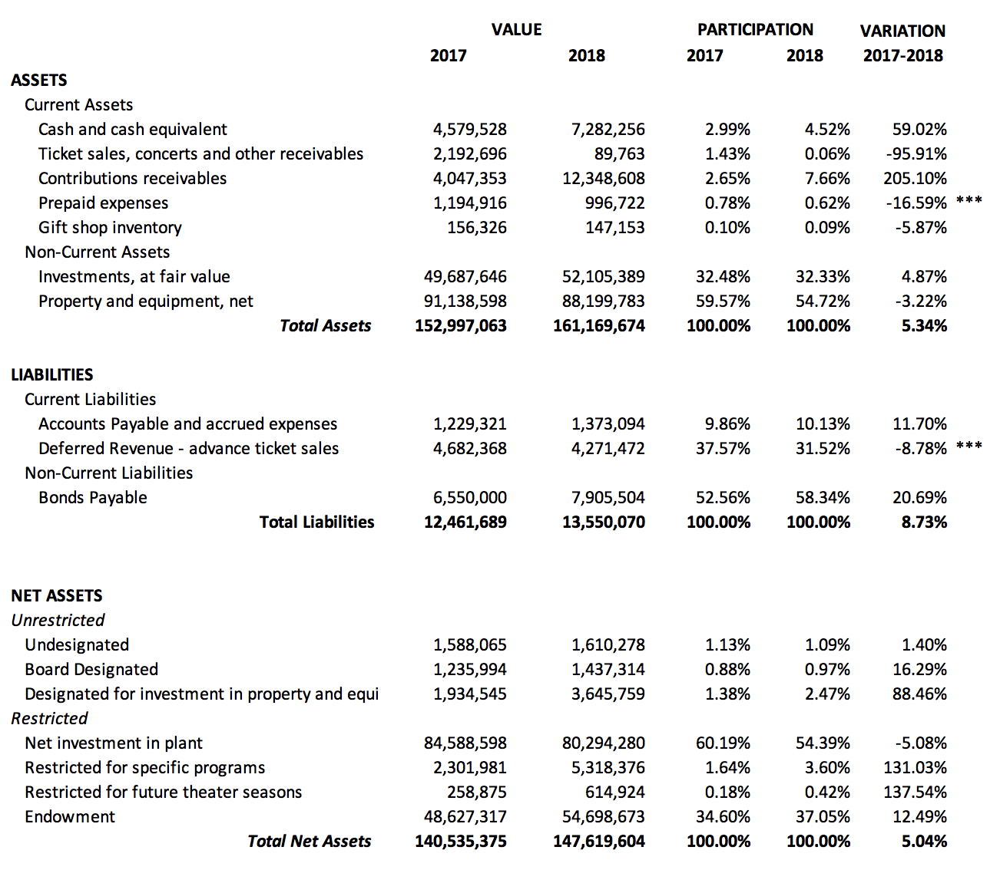 VALUE PARTICIPATION VARIATION
2017 2018 2017 2018 2017-2018
ASSETS
Current Assets
Cash and cash equivalent 4,579,528 7,282,256 2.99% 4.52% 59.02%
Ticket sales, concerts and other receivables 2,192,696 89,763 1.43% 0.06% -95.91%
Contributions receivables 4,047,353 12,348,608 2.65% 7.66% 205.10%
Prepaid expenses 1,194,916 996,722 0.78% 0.62% -16.59% ***
Gift shop inventory 156,326 147,153 0.10% 0.09% -5.87%
Non-Current Assets
Investments, at fair value 49,687,646 52,105,389 32.48% 32.33% 4.87%
Property and equipment, net 91,138,598 88,199,783 59.57% 54.72% -3.22%
Total Assets 152,997,063 161,169,674 100.00% 100.00% 5.34%
LIABILITIES
Current Liabilities
Accounts Payable and accrued expenses 1,229,321 1,373,094 9.86% 10.13% 11.70%
Deferred Revenue - advance ticket sales 4,682,368 4,271,472 37.57% 31.52% -8.78% ***
Non-Current Liabilities
Bonds Payable 6,550,000 7,905,504 52.56% 58.34% 20.69%
Total Liabilities 12,461,689 13,550,070 100.00% 100.00% 8.73%
NET ASSETS
Unrestricted
Undesignated 1,588,065 1,610,278 1.13% 1.09% 1.40%
Board Designated 1,235,994 1,437,314 0.88% 0.97% 16.29%
Designated for investment in property and equi 1,934,545 3,645,759 1.38% 2.47% 88.46%
Restricted
Net investment in plant 84,588,598 80,294,280 60.19% 54.39% -5.08%
Restricted for specific programs 2,301,981 5,318,376 1.64% 3.60% 131.03%
Restricted for future theater seasons 258,875 614,924 0.18% 0.42% 137.54%
Endowment 48,627,317 54,698,673 34.60% 37.05% 12.49%
Total Net Assets 140,535,375 147,619,604 100.00% 100.00% 5.04%